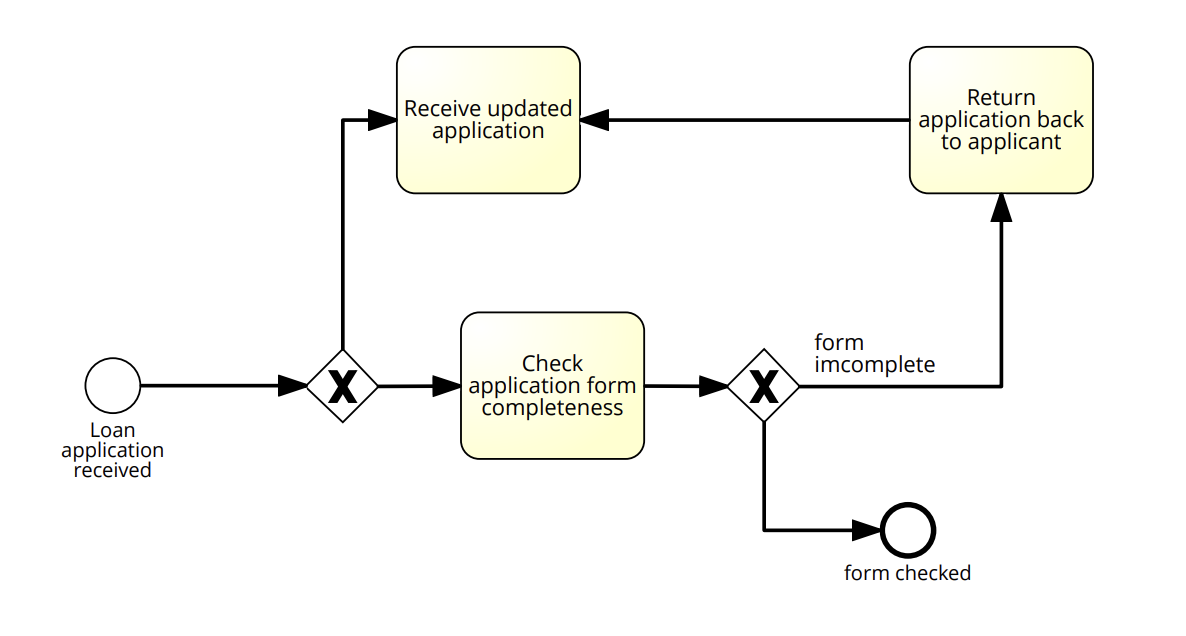 Receive updated
application
Return
application back
to applicant
Loan
application
received
X
Check
application form
completeness
X
form
imcomplete
form checked